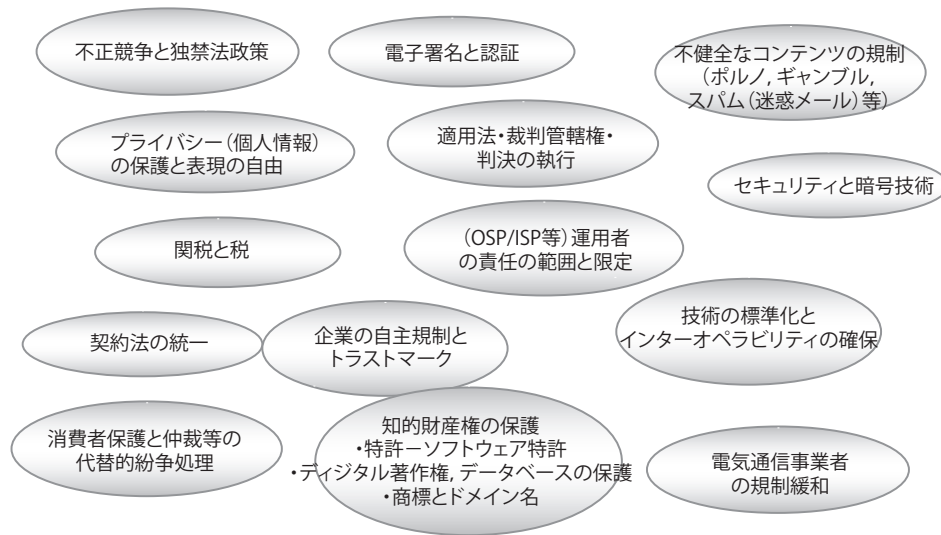 不正競争と独禁法政策
電子署名と認証
不健全なコンテンツの規制
(ポルノ, ギャンブル,
スパム(迷惑メール)等)
プライバシー(個人情報)
の保護と表現の自由
適用法・裁判管轄権・
判決の執行
セキュリティと暗号技術
関税と税
(OSP/ISP等)運用者
の責任の範囲と限定
契約法の統一
企業の自主規制と
トラストマーク
技術の標準化と
インターオペラビリティの確保
消費者保護と仲裁等の
代替的紛争処理
知的財産権の保護
・特許－ソフトウェア特許
・ディジタル著作権, データベースの保護
・商標とドメイン名
電気通信事業者
の規制緩和